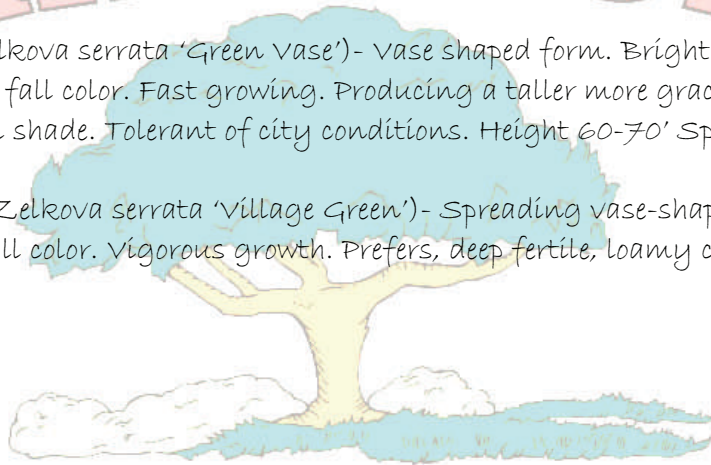 lkova serrata ‘Green Vase’)- Vase shaped form. Bright
fall color. Fast growing. Producing a taller more grac
shade. Tolerant of city conditions. Height 60-70’ Sp
Zelkova serrata ‘Village Green’)- Spreading vase-shap
ll color. Vigorous growth. Prefers, deep fertile, loamy c